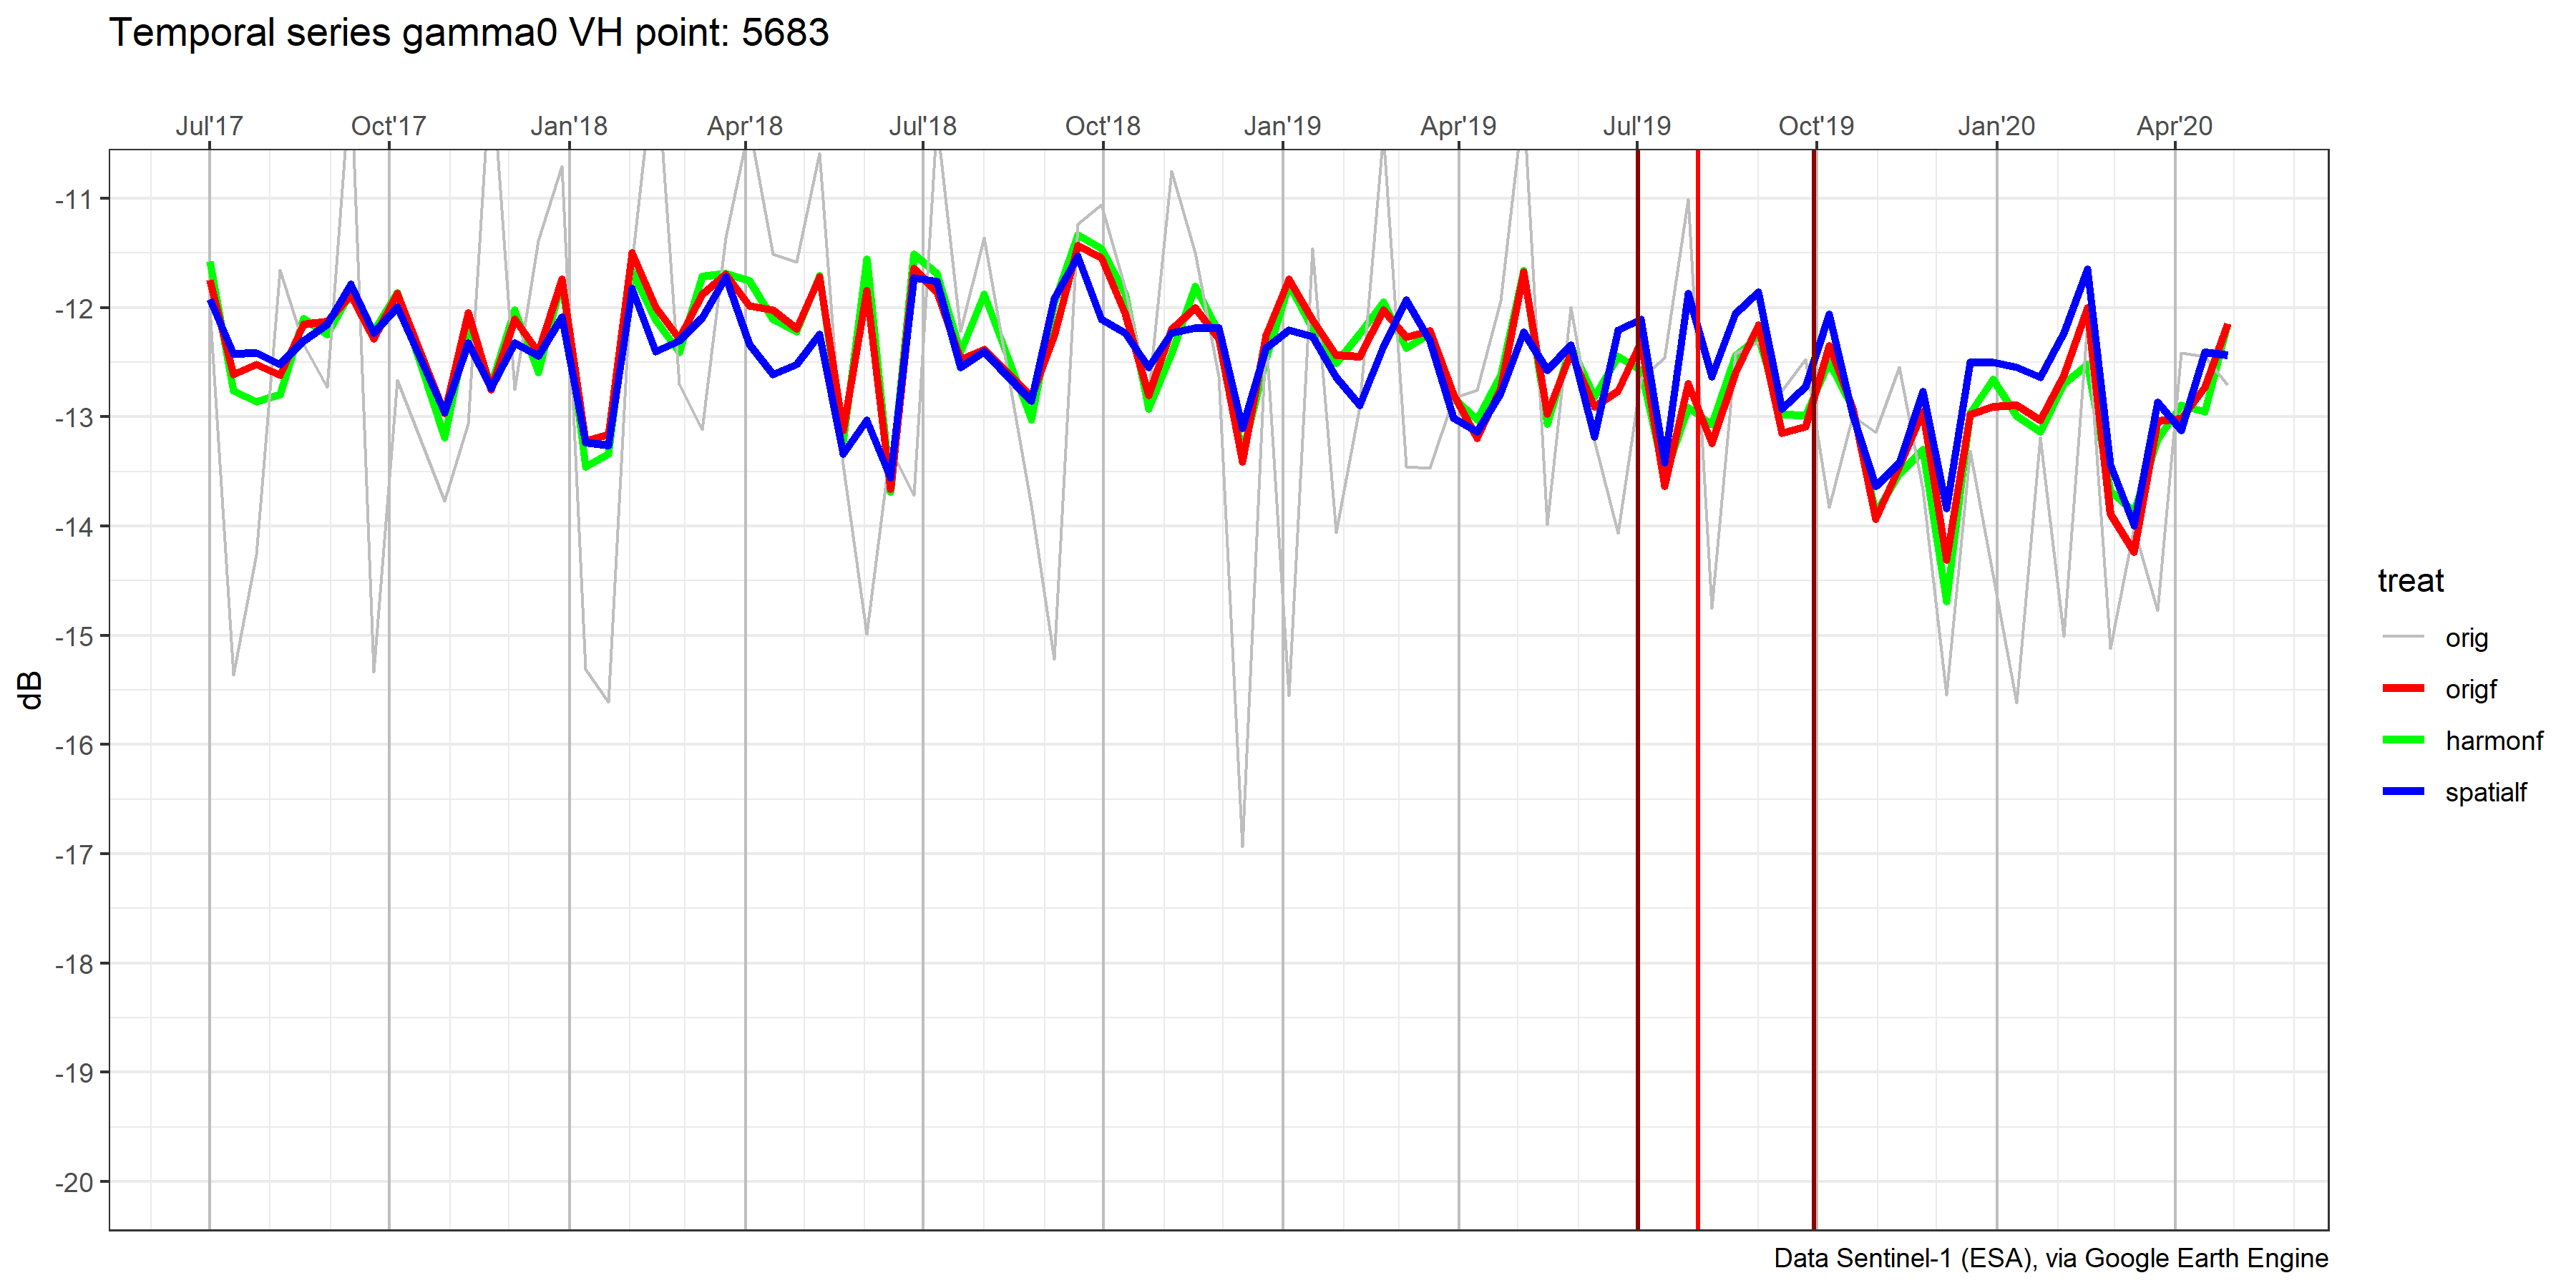 Temporal series gamma0 VH point: 5683
Jul'17 Oct'17 Jan'18 Apr'18 Jul'18 Oct'18 Jan'19 Apr'19 Jul'19 Oct'19 Jan'20 Apr'20
-11
-12
-13
-14
-15
-16
-17
-18
-19
-20
dB
treat
orig
origf
harmonf
spatialf
Data Sentinel-1 (ESA), via Google Earth Engine